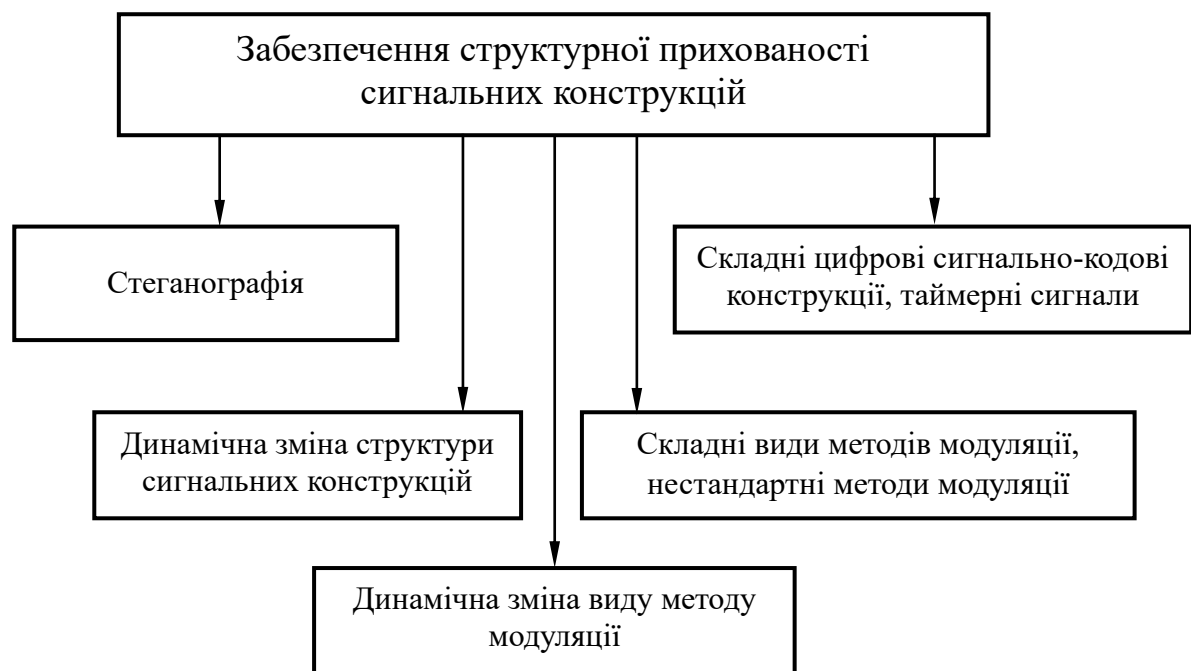 Забезпечення структурної прихованості
сигнальних конструкцій
Стеганографія
Складні цифрові сигнально-кодові
конструкції, таймерні сигнали
Динамічна зміна структури
сигнальних конструкцій
Складні види методів модуляції,
нестандартні методи модуляції
Динамічна зміна виду методу
модуляції